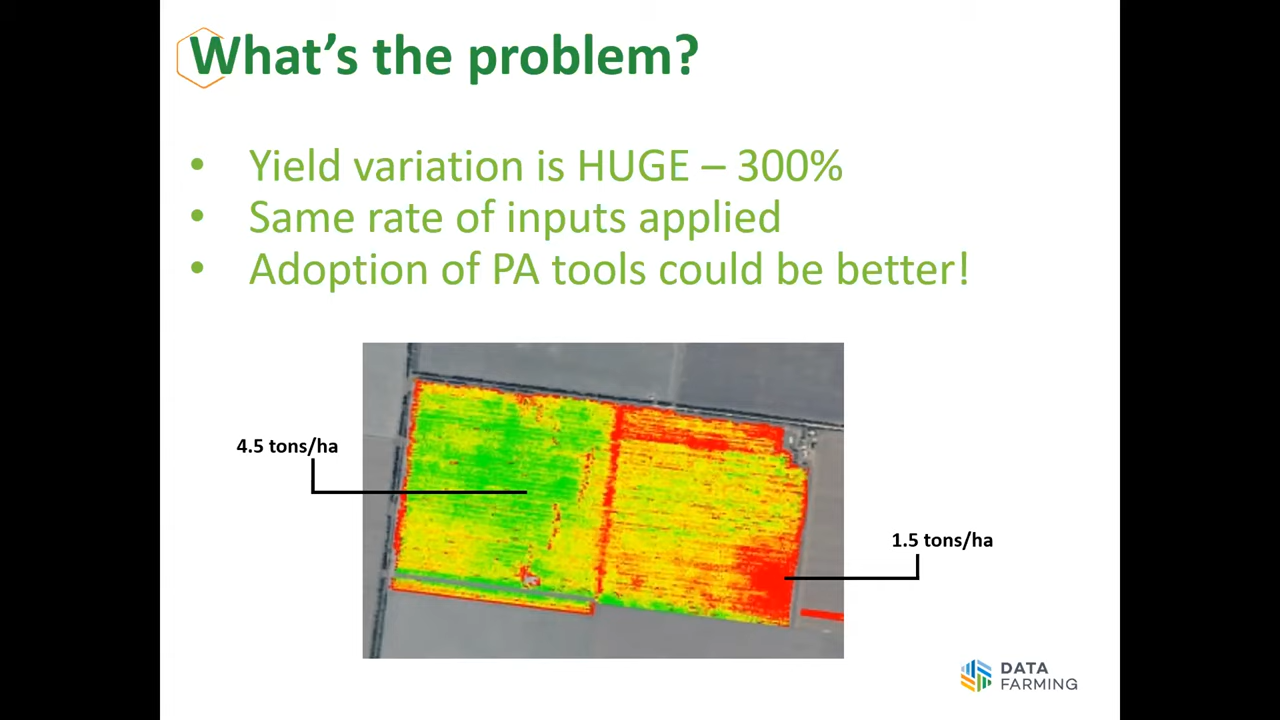 What's the problem?
• Yield variation is HUGE – 300%
• Same rate of inputs applied
• Adoption of PA tools could be better!
4.5 tons/ha
1.5 tons/ha
DATA
FARMING